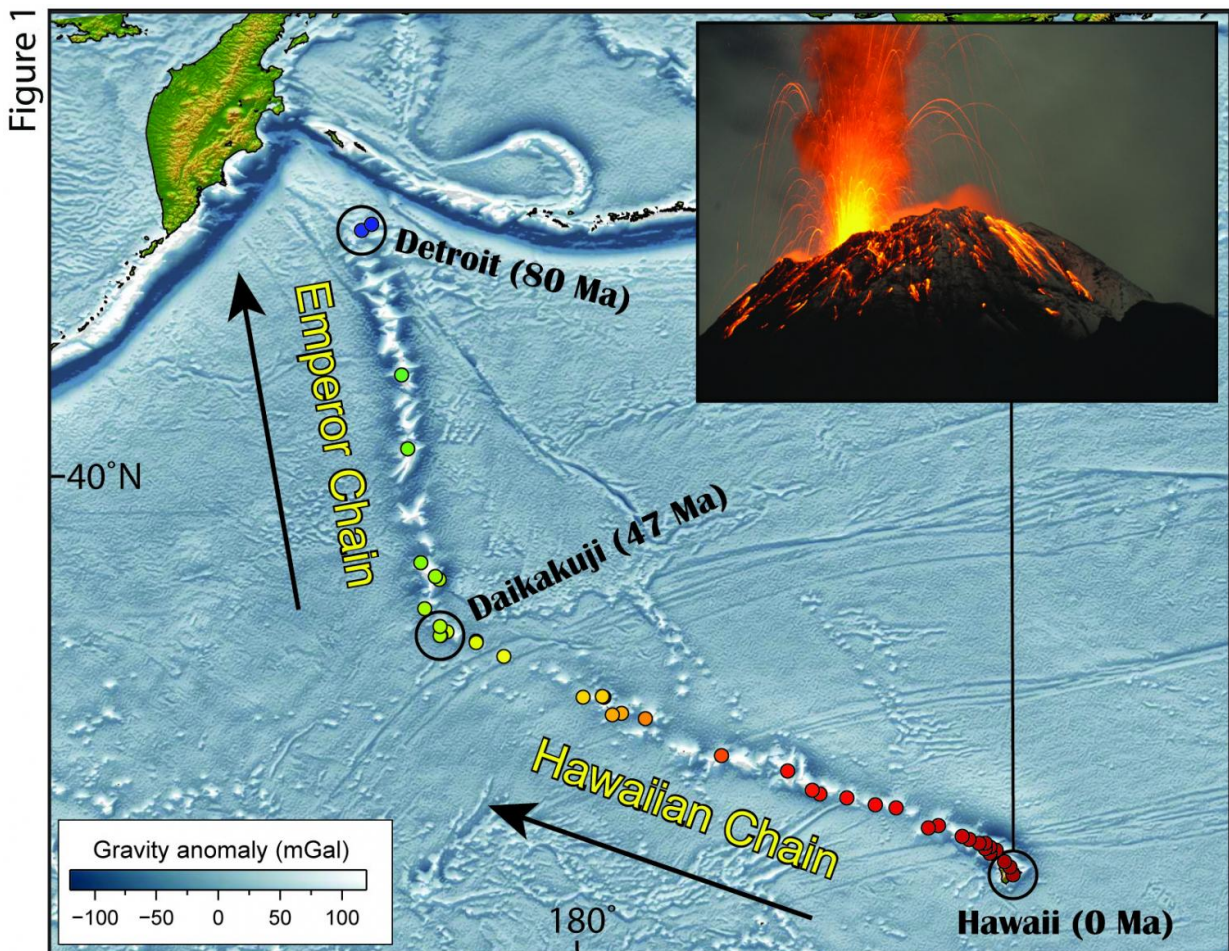 Figure 1
Detroit (80 Ma)
Emperor Chain
40°N
Daikakuji (47 Ma)
Hawaiian Chain
Gravity anomaly (mGal)
−100 −50 0 50 100
180°
Hawaii (0 Ma)